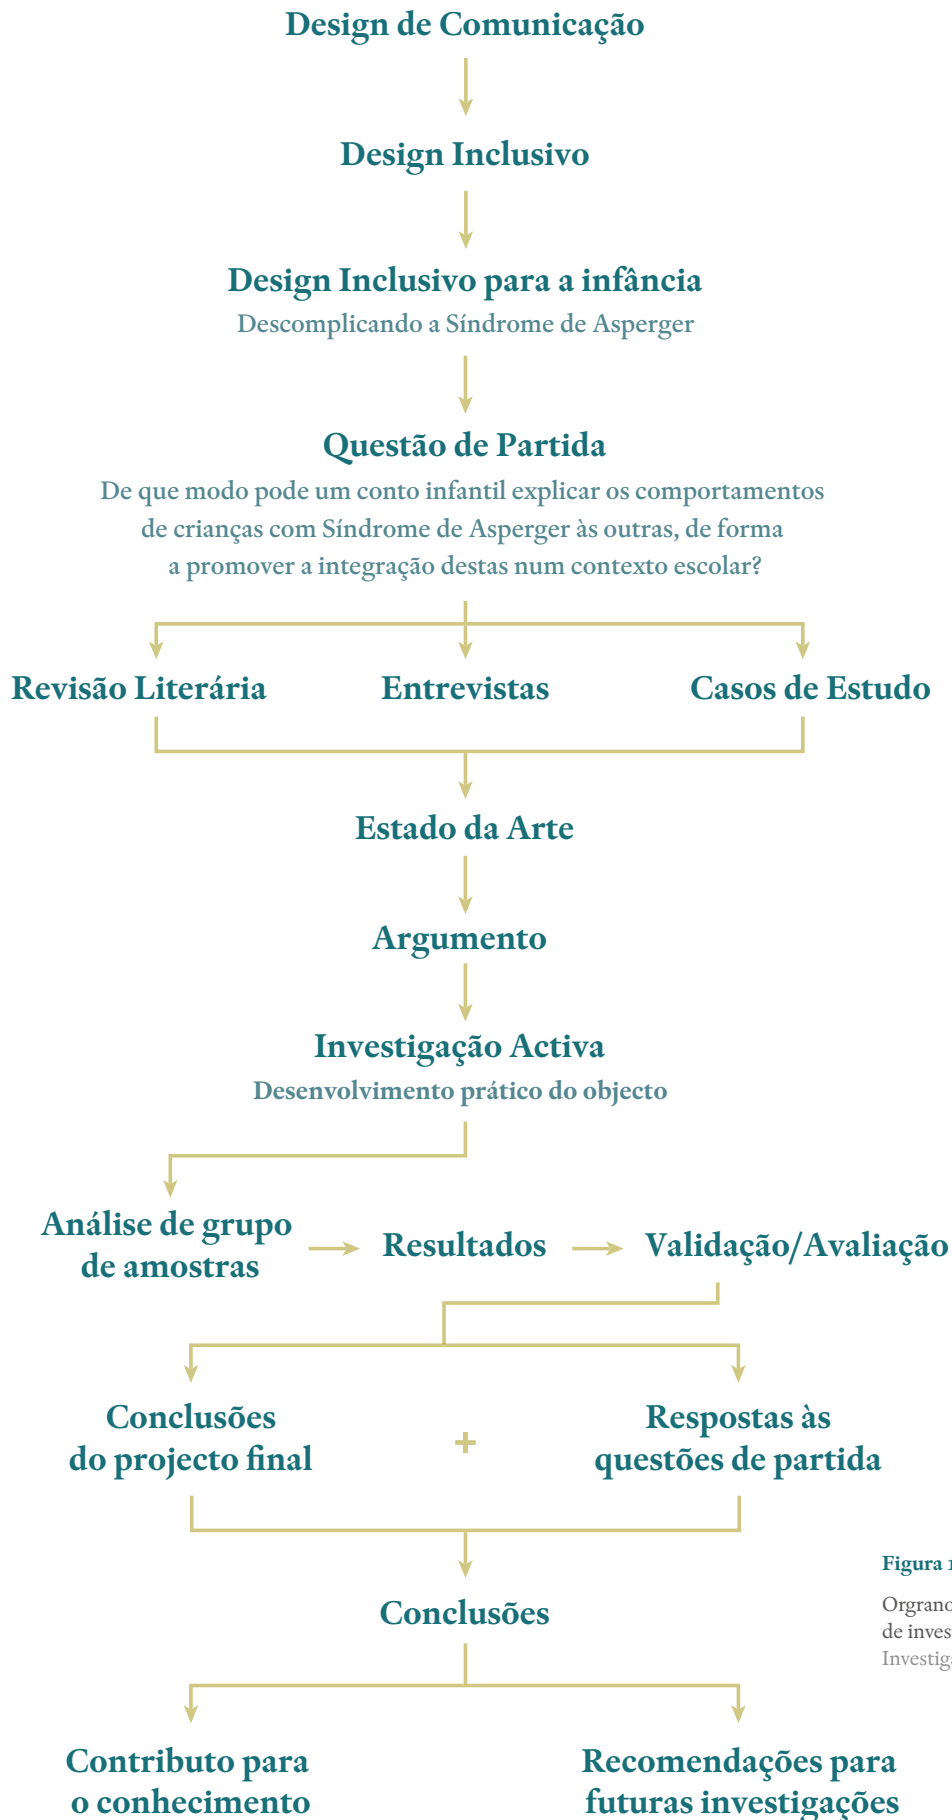 Design de Comunicação
Design Inclusivo
Design Inclusivo para a infância
Descomplicando a Síndrome de Asperger
Questão de Partida
De que modo pode um conto infantil explicar os comportamentos
de crianças com Síndrome de Asperger às outras, de forma
a promover a integração destas num contexto escolar?
Revisão Literária
Entrevistas
Casos de Estudo
Estado da Arte
Argumento
Investigação Activa
Desenvolvimento prático do objecto
Análise de grupo
de amostras
Resultados
Validação/Avaliação
Conclusões
do projecto final
+
Respostas às
questões de partida
Conclusões
Figura
de
Contributo para
o conhecimento
Recomendações para
futuras investigações